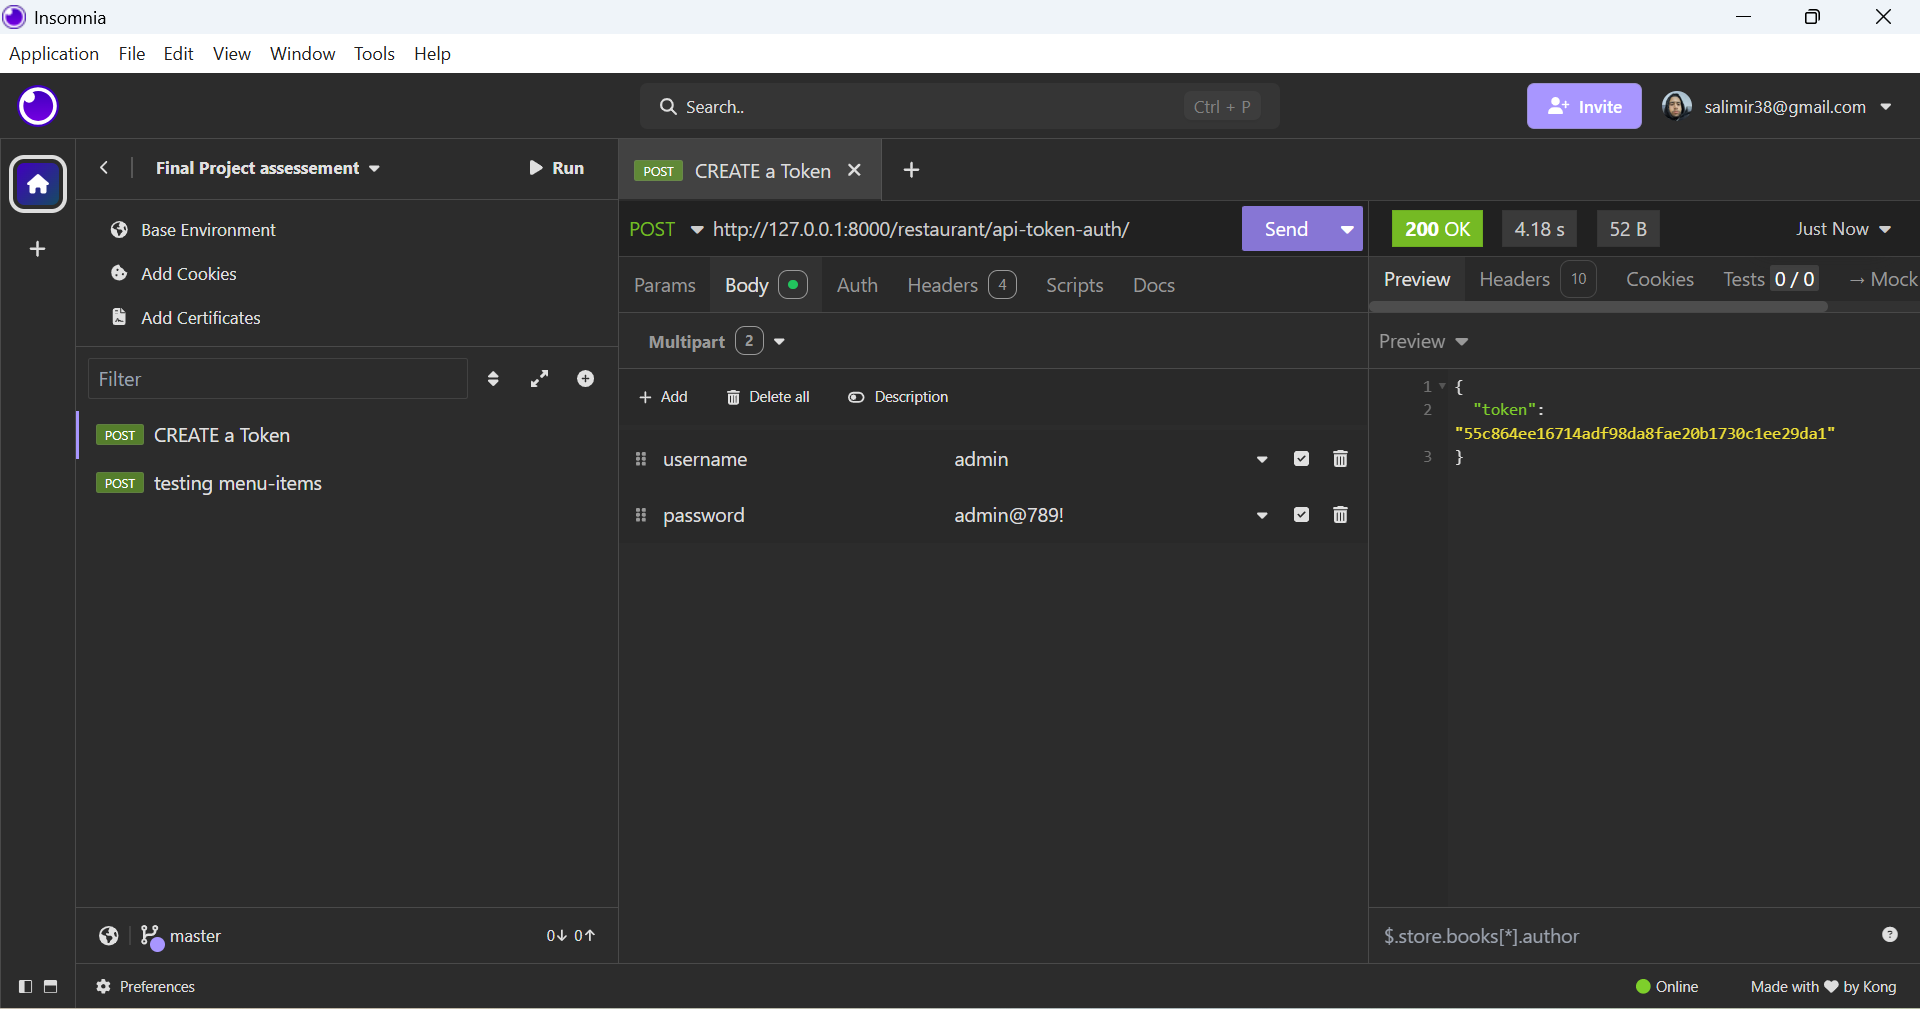 Insomnia
Application File Edit View Window Tools Help
Search.. Ctrl + P Invite salimir38@gmail.com
Final Project assessement Run
POST CREATE a Token
Base Environment
Add Cookies
Add Certificates
Filter
POST CREATE a Token
POST testing menu-items
POST http://127.0.0.1:8000/restaurant/api-token-auth/ Send
Params Body Auth Headers 4 Scripts Docs
Multipart 2
+ Add Delete all Description
username admin
password admin@789!
200 OK 4.18 s 52 B Just Now
Preview Headers 10 Cookies Tests 0 / 0 → Mock
Preview
1 {
2 "token":
"55c864ee16714adf98da8fae20b1730c1ee29da1"
3 }
master 0↓ 0↑
$.store.books[*].author
Preferences
Online Made with ♥ by Kong